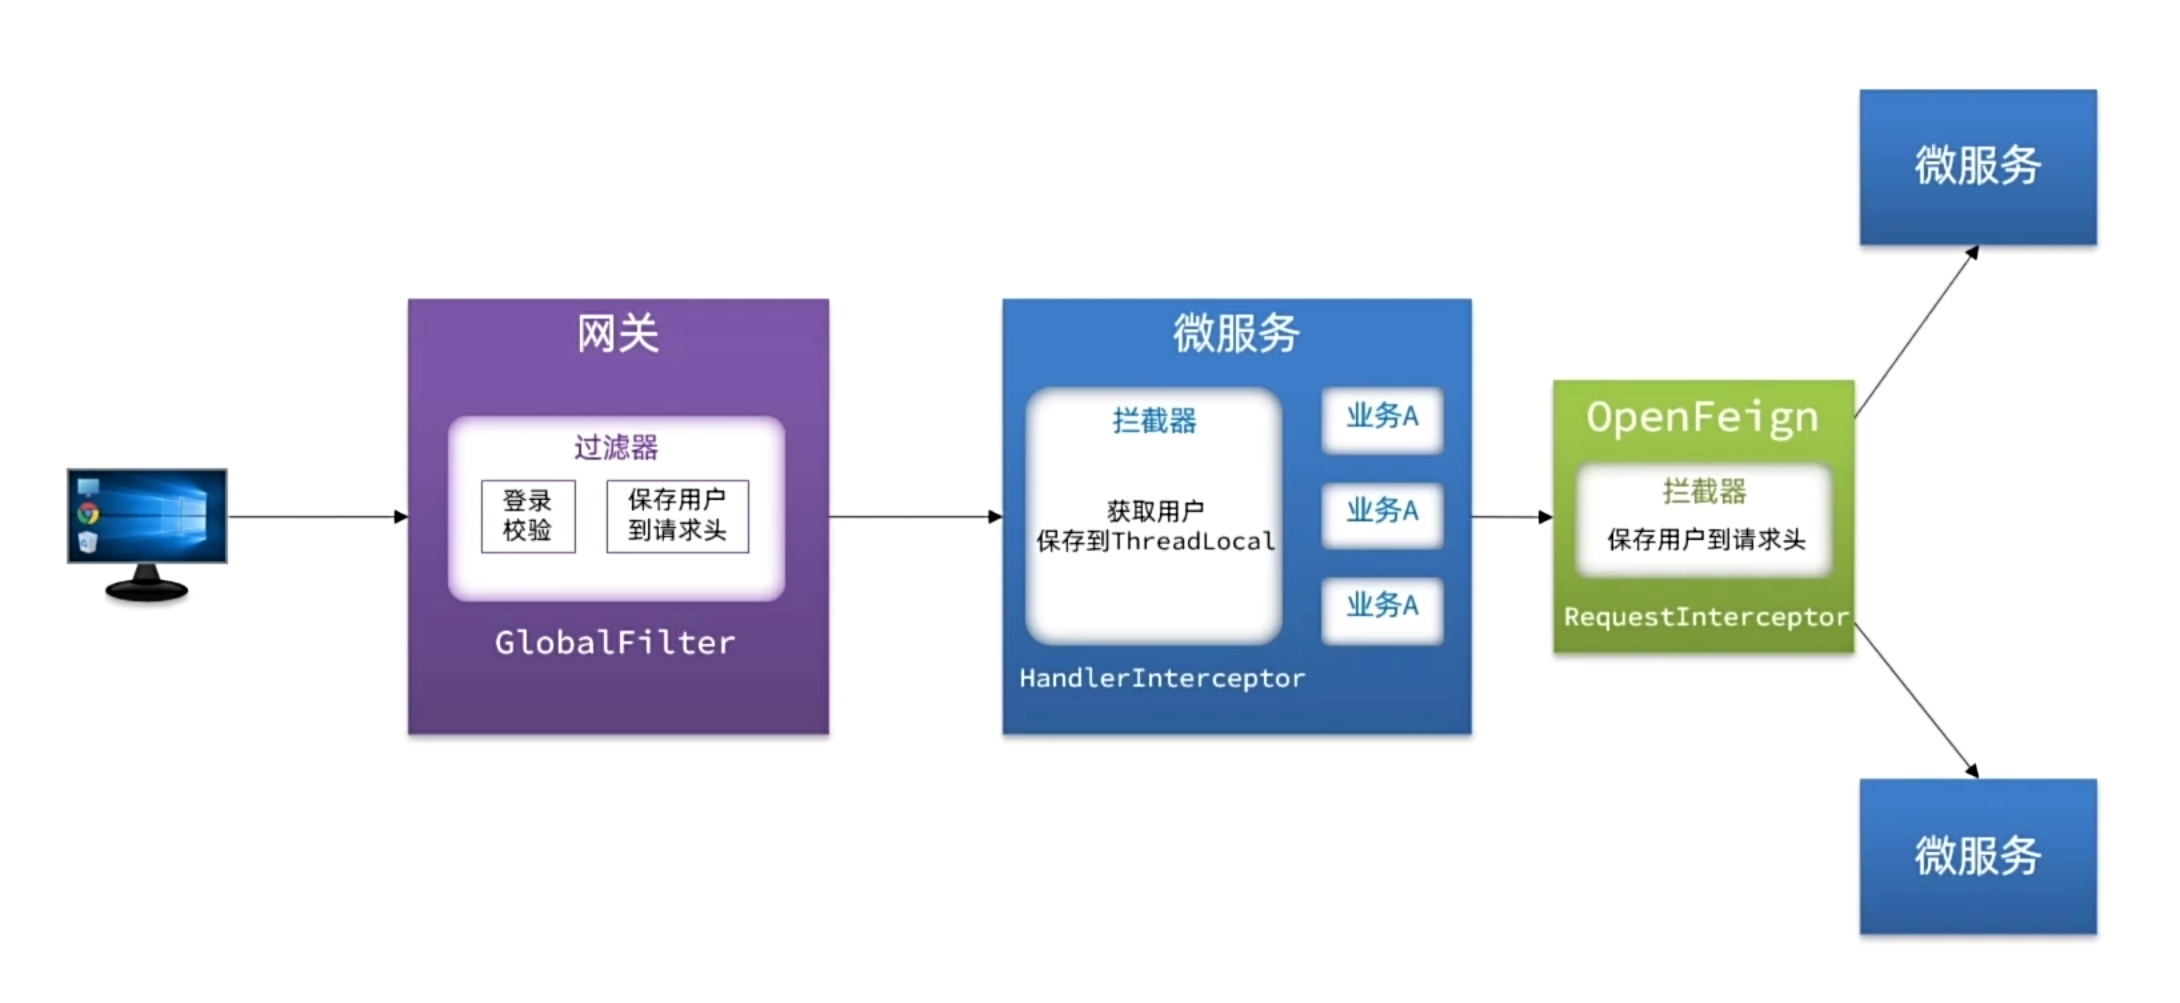 网关
过滤器
登录
校验
保存用户
到请求头
GlobalFilter
微服务
拦截器
获取用户
保存到ThreadLocal
HandlerInterceptor
业务A
业务A
业务A
OpenFeign
拦截器
保存用户到请求头
RequestInterceptor
微服务
微服务